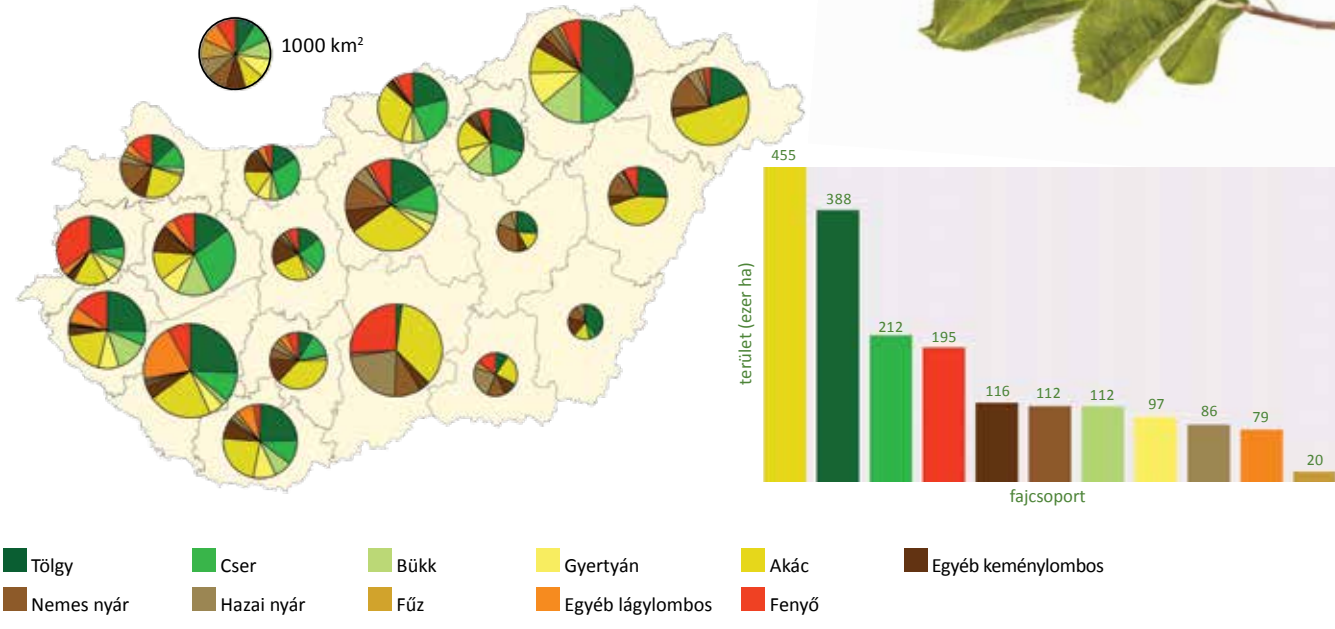 1000 km²
455
388
212
195
116
112
112
97
86
79
20
terület (ezer ha)
fajcsoport
Tölgy
Cser
Bükk
Gyertyán
Akác
Egyéb keménylombos
Nemes nyár
Hazai nyár
Fűz
Egyéb lágylombos
Fenyő